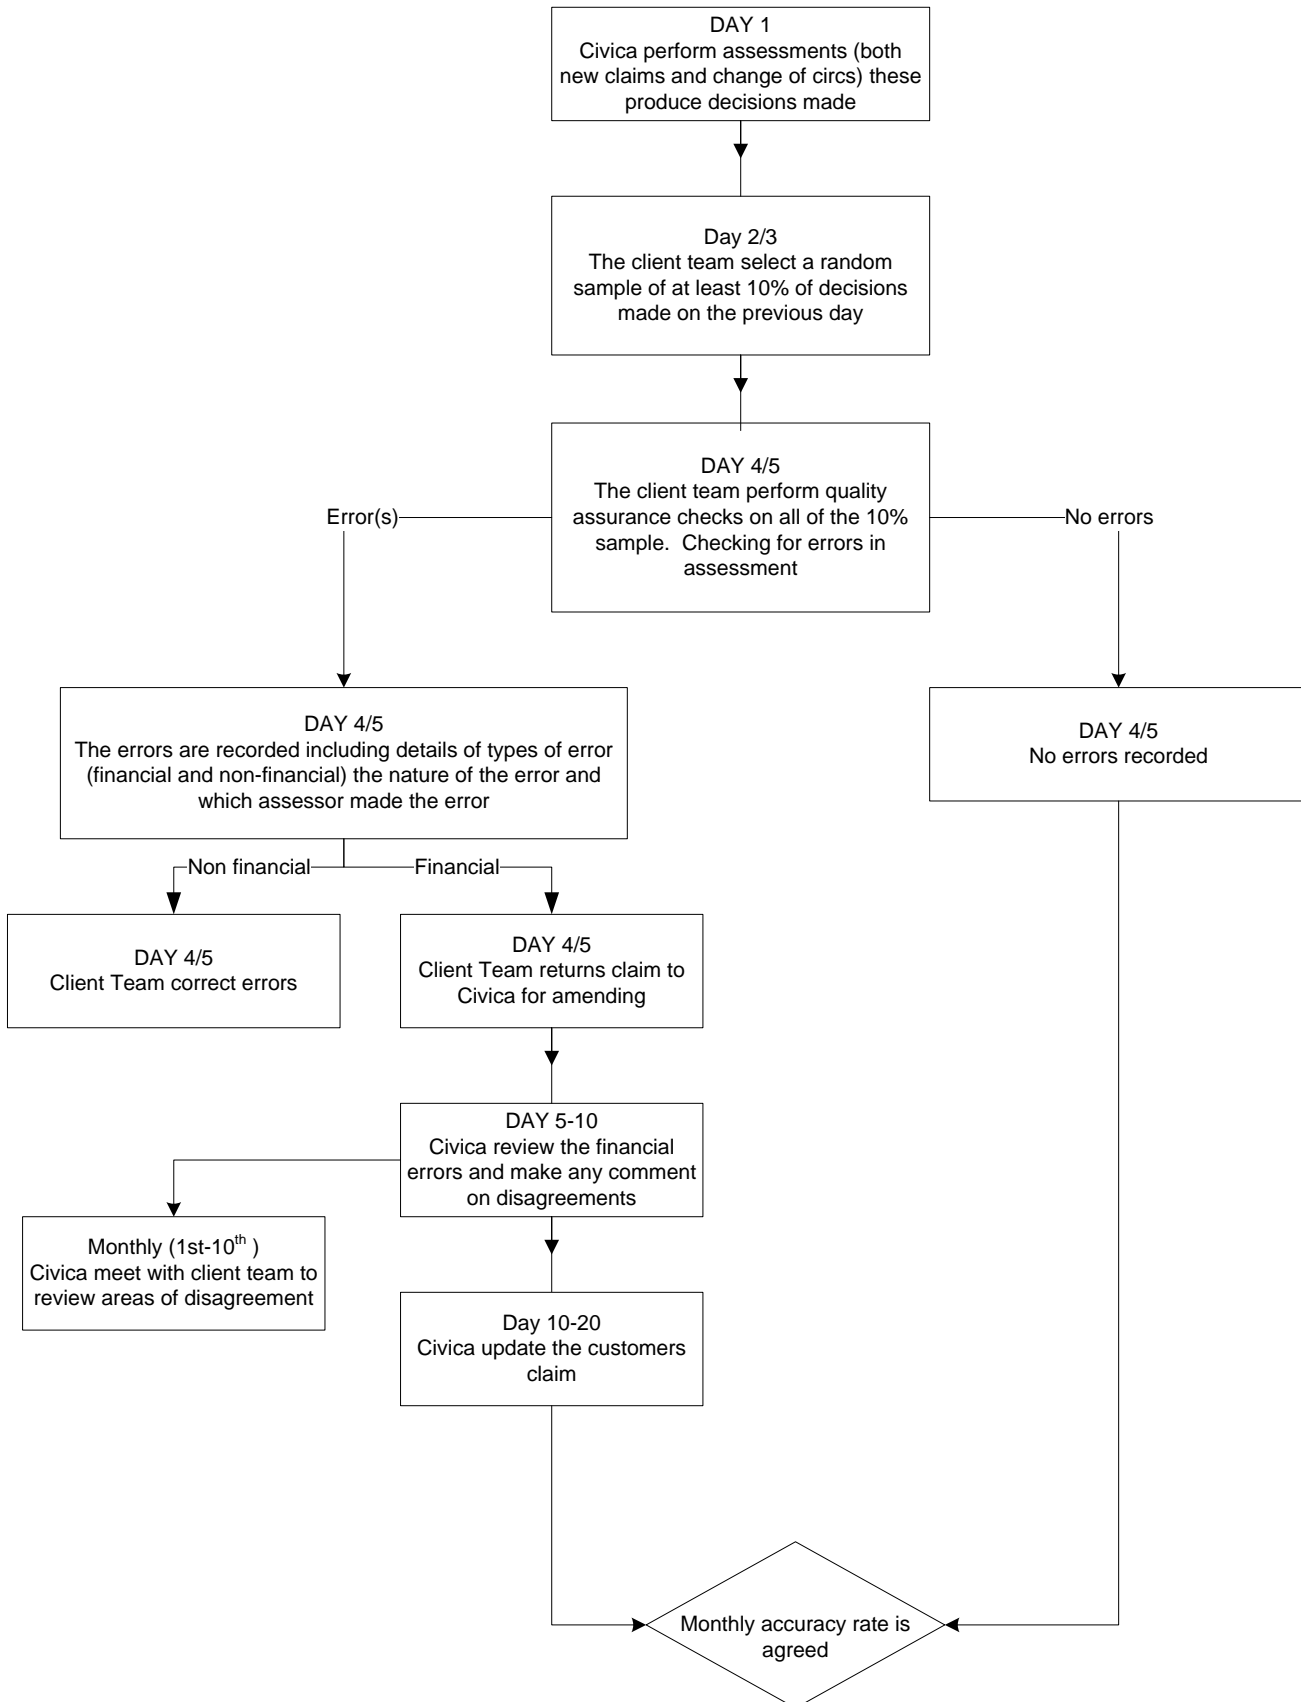 DAY 1
Civica perform assessments (both
new claims and change of circs) these
produce decisions made
Day 2/3
The client team select a random
sample of at least 10% of decisions
made on the previous day
DAY 4/5
The client team perform quality
assurance checks on all of the 10%
sample.  Checking for errors in
assessment
Error(s)
No errors
DAY 4/5
The errors are recorded including details of types of error
(financial and non-financial) the nature of the error and
which assessor made the error
DAY 4/5
No errors recorded
Non financial
Financial
DAY 4/5
Client Team correct errors
DAY 4/5
Client Team returns claim to
Civica for amending
DAY 5-10
Civica review the financial
errors and make any comment
on disagreements
Monthly (1st-10th )
Civica meet with client team to
review areas of disagreement
Day 10-20
Civica update the customers
claim
Monthly accuracy rate is
agreed